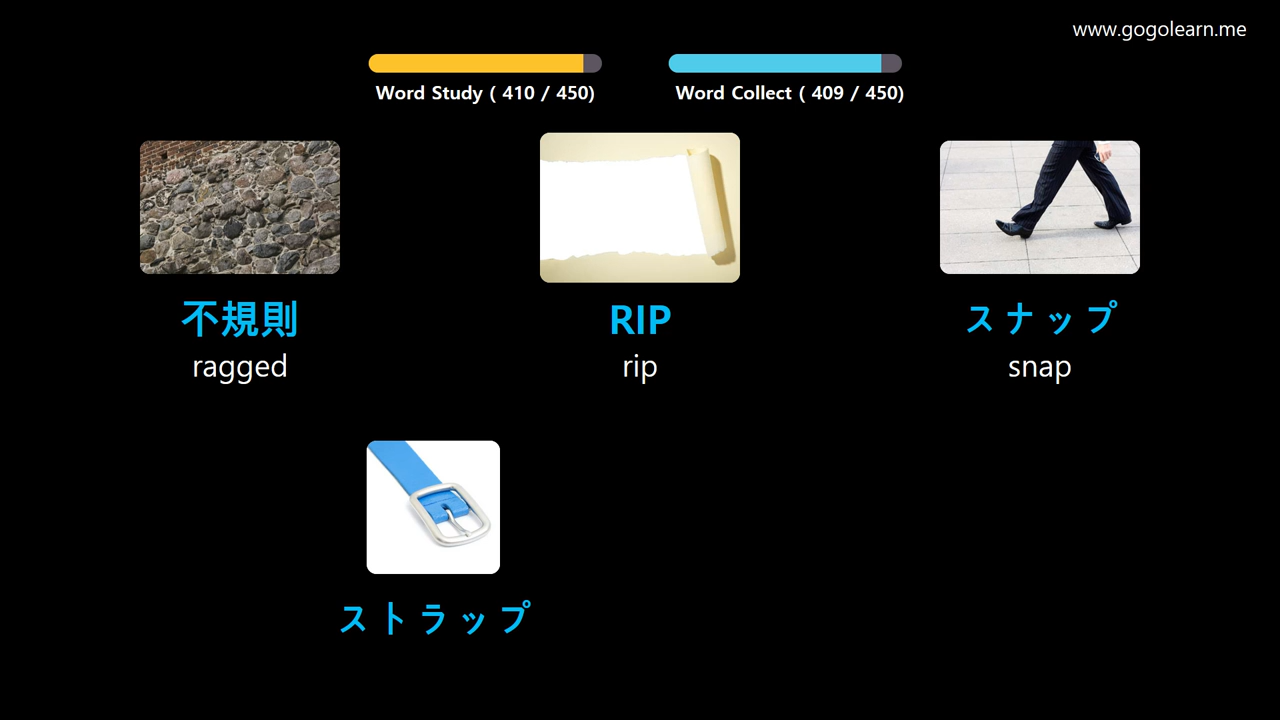 www.gogolearn.me
Word Study ( 410 / 450)
Word Collect ( 409 / 450)
不規則
ragged
RIP
rip
スナップ
snap
ストラップ